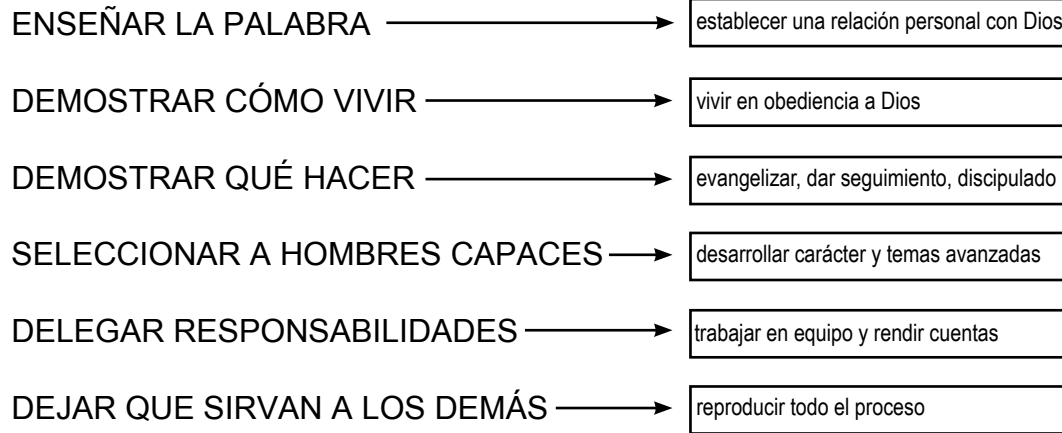 ENSEÑAR LA PALABRA establecer una relación personal con Dios
DEMOSTRAR CÓMO VIVIR vivir en obediencia a Dios
DEMOSTRAR QUÉ HACER evangelizar, dar seguimiento, discipulado
SELECCIONAR A HOMBRES CAPACES desarrollar carácter y temas avanzadas
DELEGAR RESPONSABILIDADES trabajar en equipo y rendir cuentas
DEJAR QUE SIRVAN A LOS DEMÁS reproducir todo el proceso